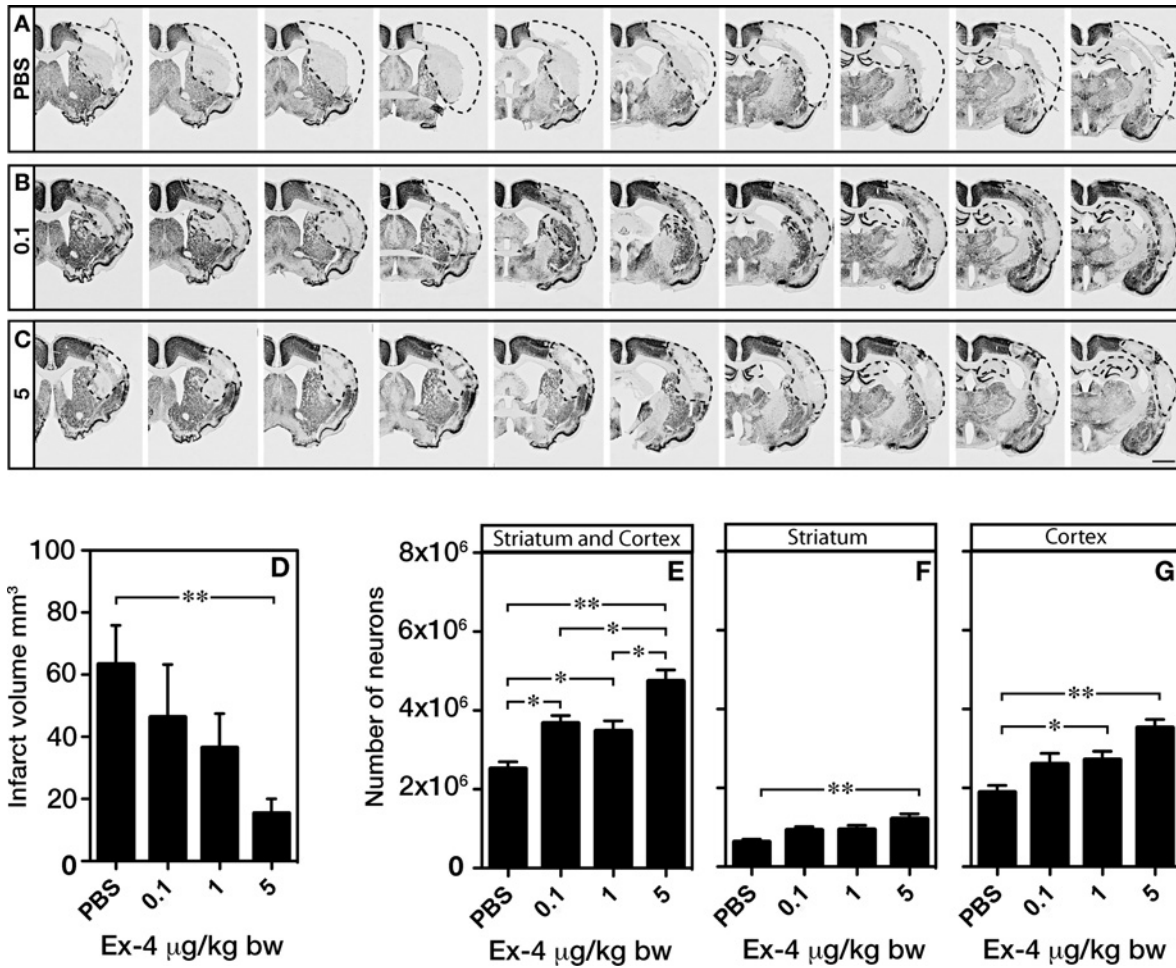 A
PBS
B
0.1
C
5
D
Infarct volume mm³
100
80
60
40
20
0
**
PBS
0.1
1
5
Ex-4 µg/kg bw
Striatum and Cortex
E
Number of neurons
8x10⁶
6x10⁶
4x10⁶
2x10⁶
0
**
*
*
*
*
PBS
0.1
1
5
Ex-4 µg/kg bw
Striatum
F
**
PBS
0.1
1
5
Ex-4 µg/kg bw
Cortex
G
**
*
PBS
0.1
1
5
Ex-4 µg/kg bw